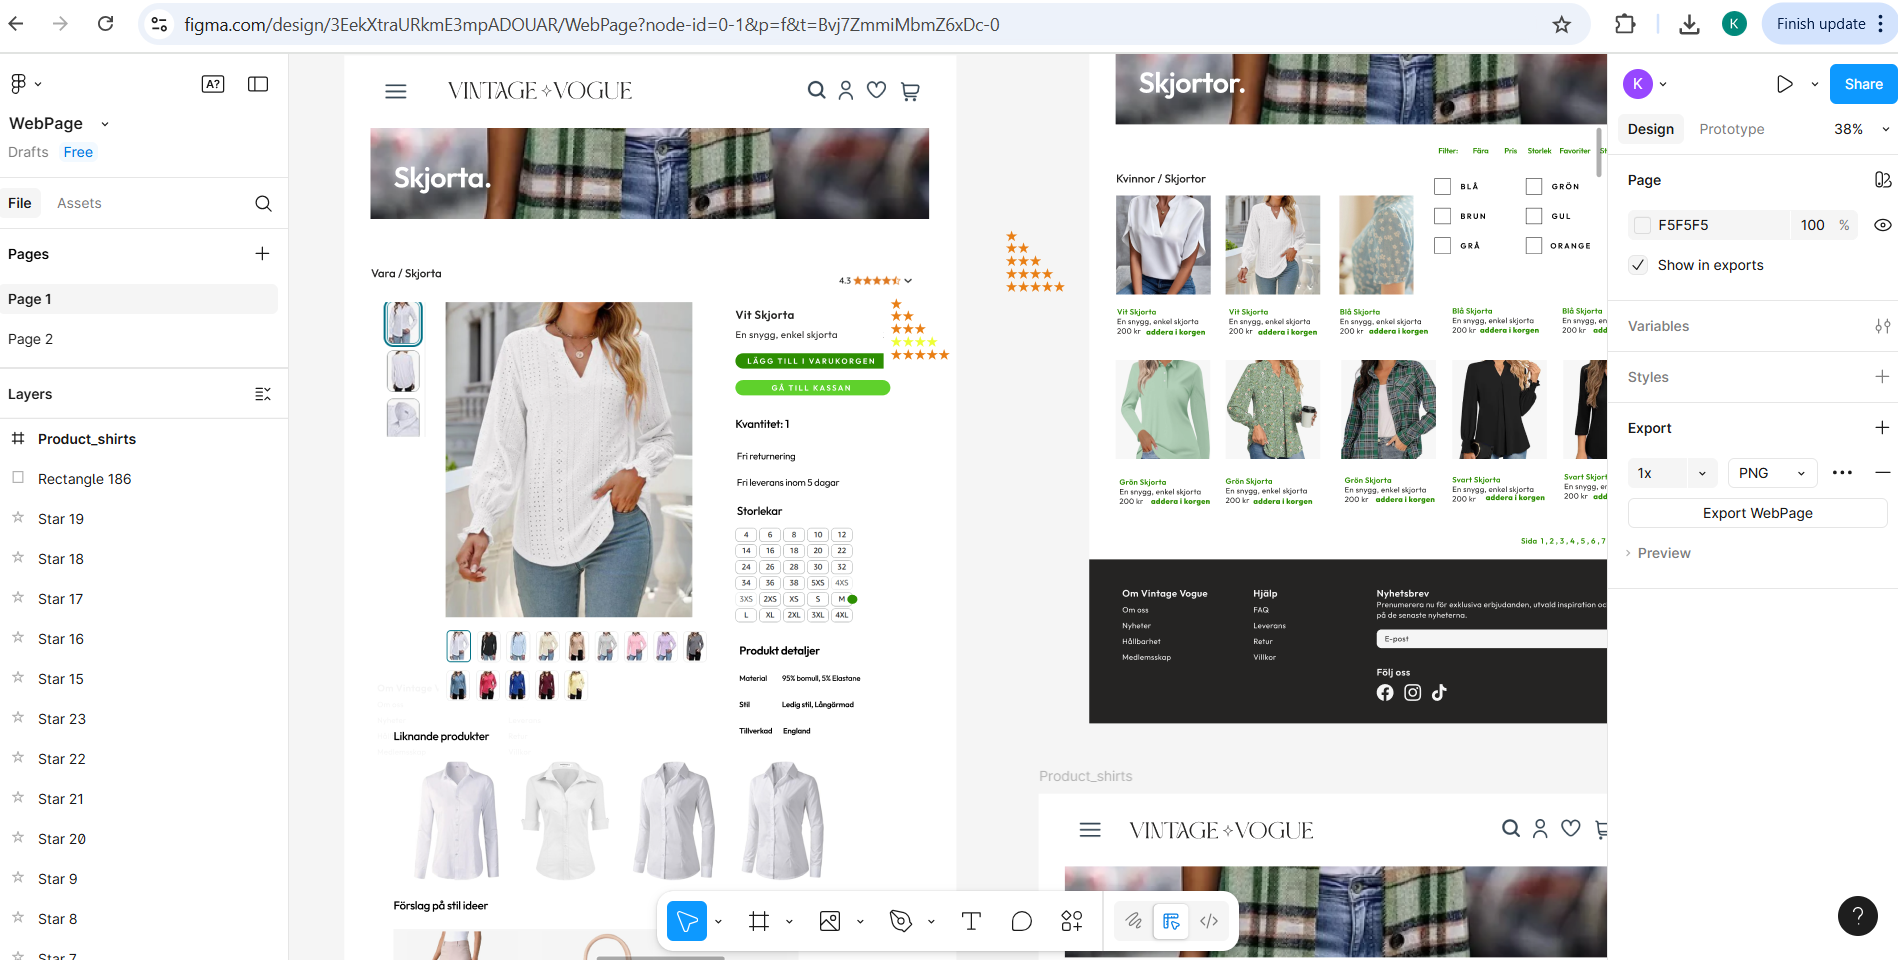 figma.com/design/3EekXtraURkmE3mpADOUAR/WebPage?node-id=0-1&p=f&t=Bvj7ZmmiMbmZ6xDc-0
K
Finish update
A?
WebPage
Drafts Free
File Assets
Pages
Page 1
Page 2
Layers
Product_shirts
Rectangle 186
Star 19
Star 18
Star 17
Star 16
Star 15
Star 23
Star 22
Star 21
Star 20
Star 9
Star 8
Star 7
VINTAGE VOGUE
Skjorta.
Vara / Skjorta
4.3
Vit Skjorta
En snygg, enkel skjorta
LÄGG TILL I VARUKORGEN
GÅ TILL KASSAN
Kvantitet: 1
Fri returnering
Fri leverans inom 5 dagar
Storlekar
4 6 8 10 12
14 16 18 20 22
24 26 28 30 32
34 36 38 5XS 4XS
3XS 2XS XS S M
L XL 2XL 3XL 4XL
Produkt detaljer
Material 95% bomull, 5% Elastane
Stil Ledig stil, Långärmad
Tillverkad England
Liknande produkter
Förslag på stil ideer
Skjortor.
Filter: Fära Pris Storlek Favoriter St
Kvinnor / Skjortor
BLÅ GRÖN
BRUN GUL
GRÅ ORANGE
Vit Skjorta
En snygg, enkel skjorta
200 kr addera i korgen
Vit Skjorta
En snygg, enkel skjorta
200 kr addera i korgen
Blå Skjorta
En snygg, enkel skjorta
200 kr addera i korgen
Blå Skjorta
En snygg, enkel skjorta
200 kr addera i korgen
Blå Skjorta
En snygg, en
200 kr adde
Grön Skjorta
En snygg, enkel skjorta
200 kr addera i korgen
Grön Skjorta
En snygg, enkel skjorta
200 kr addera i korgen
Grön Skjorta
En snygg, enkel skjorta
200 kr addera i korgen
Svart Skjorta
En snygg, enkel skjorta
200 kr addera i korgen
Svart Skjorta
En snygg, en
200 kr adde
Sida 1, 2, 3, 4, 5, 6, 7
Om Vintage Vogue
Om oss
Nyheter
Hållbarhet
Medlemsskap
Hjälp
FAQ
Leverans
Retur
Villkor
Nyhetsbrev
Prenumerera nu för exklusiva erbjudanden, utvald inspiration oc
på de senaste nyheterna.
E-post
Följ oss
Product_shirts
VINTAGE VOGUE
K
Share
Design Prototype 38%
Page
F5F5F5 100 %
Show in exports
Variables
Styles
Export
1x PNG
Export WebPage
Preview
?